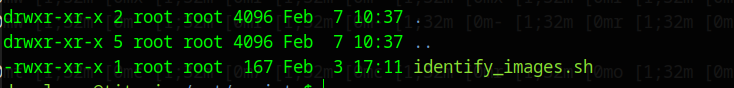 drwxr-xr-x 2 root root 4096 Feb  7 10:37 .
drwxr-xr-x 5 root root 4096 Feb  7 10:37 ..
-rwxr-xr-x 1 root root  167 Feb  3 17:11 identify_images.sh